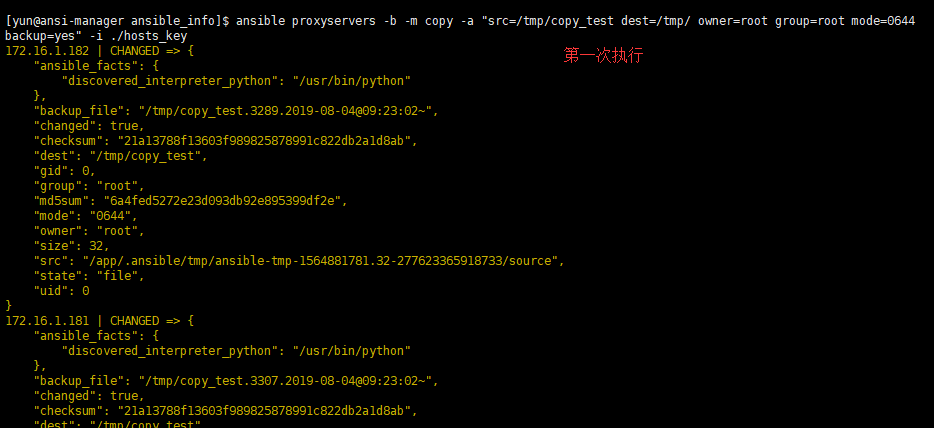 [yun@ansi-manager ansible_info]$ ansible proxyservers -b -m copy -a "src=/tmp/copy_test dest=/tmp/ owner=root group=root mode=0644
backup=yes" -i ./hosts_key
172.16.1.182 | CHANGED => {
第一次执行
    "ansible_facts": {
        "discovered_interpreter_python": "/usr/bin/python"
    },
    "backup_file": "/tmp/copy_test.3289.2019-08-04@09:23:02~",
    "changed": true,
    "checksum": "21a13788f13603f989825878991c822db2a1d8ab",
    "dest": "/tmp/copy_test",
    "gid": 0,
    "group": "root",
    "md5sum": "6a4fed5272e23d093db92e895399df2e",
    "mode": "0644",
    "owner": "root",
    "size": 32,
    "src": "/app/.ansible/tmp/ansible-tmp-1564881781.32-277623365918733/source",
    "state": "file",
    "uid": 0
}
172.16.1.181 | CHANGED => {
    "ansible_facts": {
        "discovered_interpreter_python": "/usr/bin/python"
    },
    "backup_file": "/tmp/copy_test.3307.2019-08-04@09:23:02~",
    "changed": true,
    "checksum": "21a13788f13603f989825878991c822db2a1d8ab",
    "dest": "/tmp/copy_test"